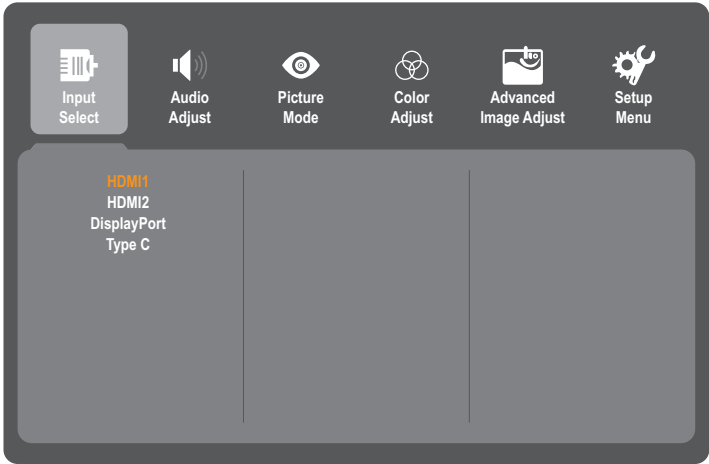 Input
Select
Audio
Adjust
Picture
Mode
Color
Adjust
Advanced
Image Adjust
Setup
Menu
HDMI1
HDMI2
DisplayPort
Type C